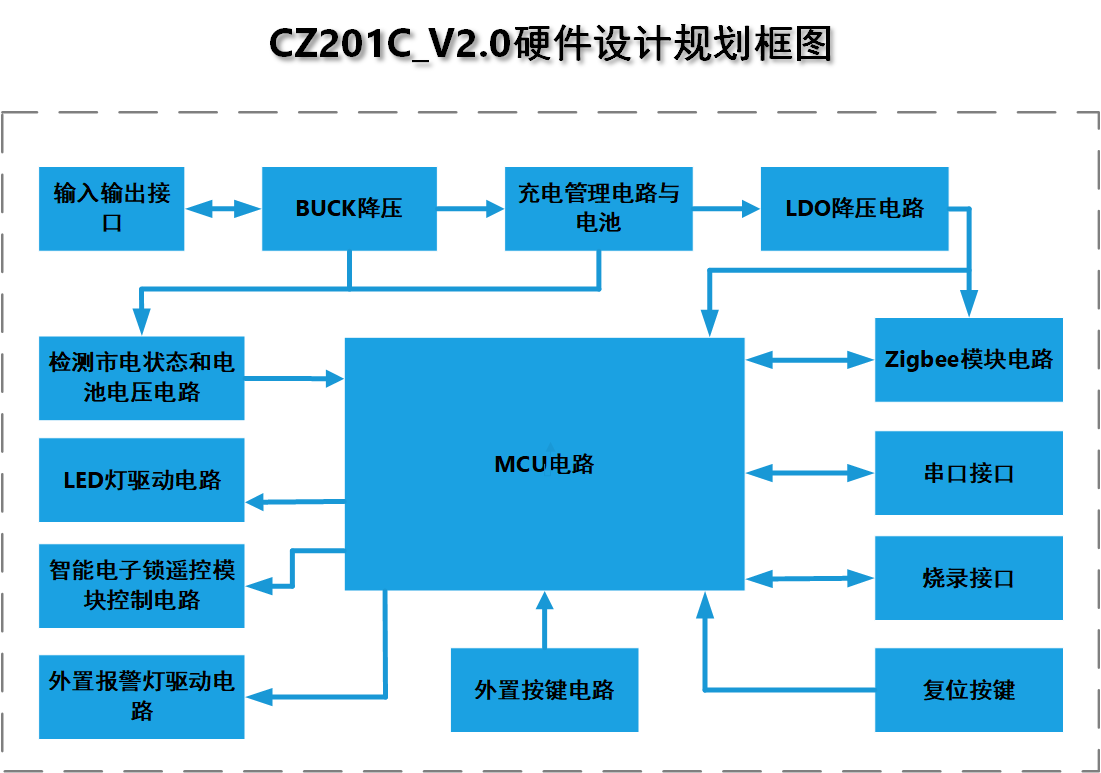 CZ201C_V2.0硬件设计规划框图
输入输出接
口
BUCK降压
充电管理电路与
电池
LDO降压电路
检测市电状态和电
池电压电路
Zigbee模块电路
MCU电路
LED灯驱动电路
串口接口
智能电子锁遥控模
块控制电路
烧录接口
外置报警灯驱动电
路
外置按键电路
复位按键